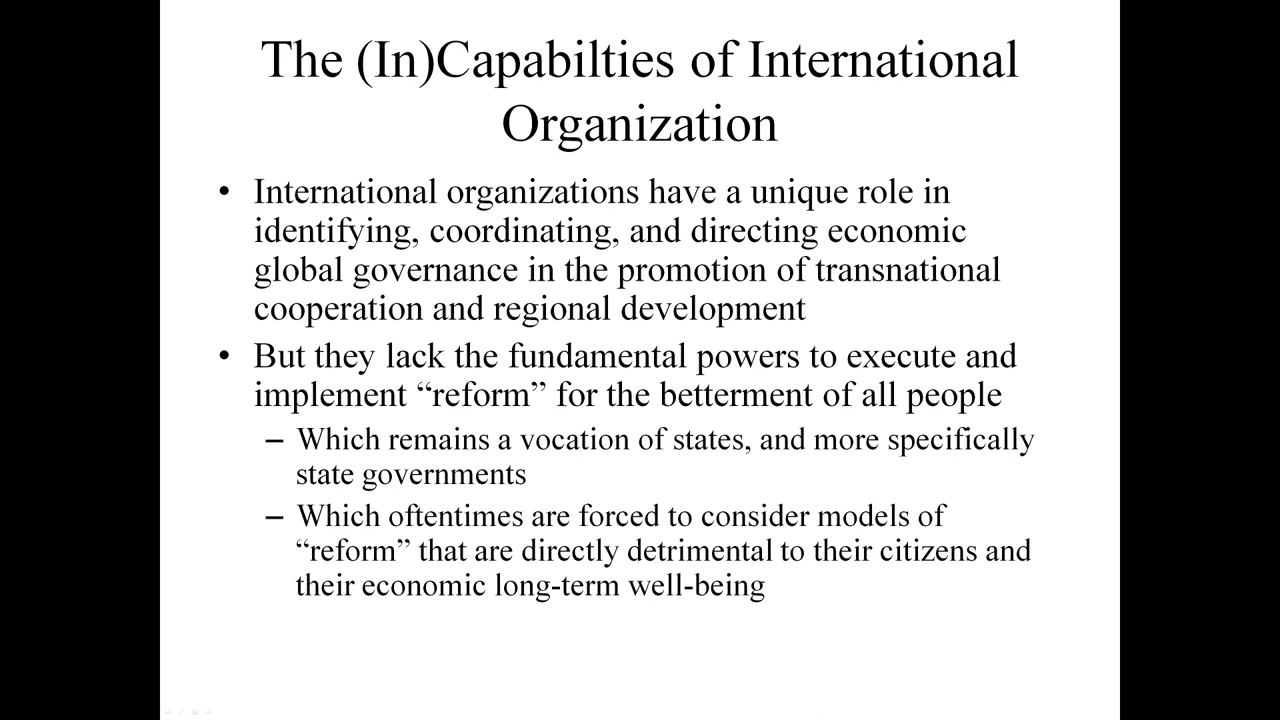 The (In)Capabilties of International
Organization
• International organizations have a unique role in
identifying, coordinating, and directing economic
global governance in the promotion of transnational
cooperation and regional development
• But they lack the fundamental powers to execute and
implement “reform” for the betterment of all people
– Which remains a vocation of states, and more specifically
state governments
– Which oftentimes are forced to consider models of
“reform” that are directly detrimental to their citizens and
their economic long-term well-being